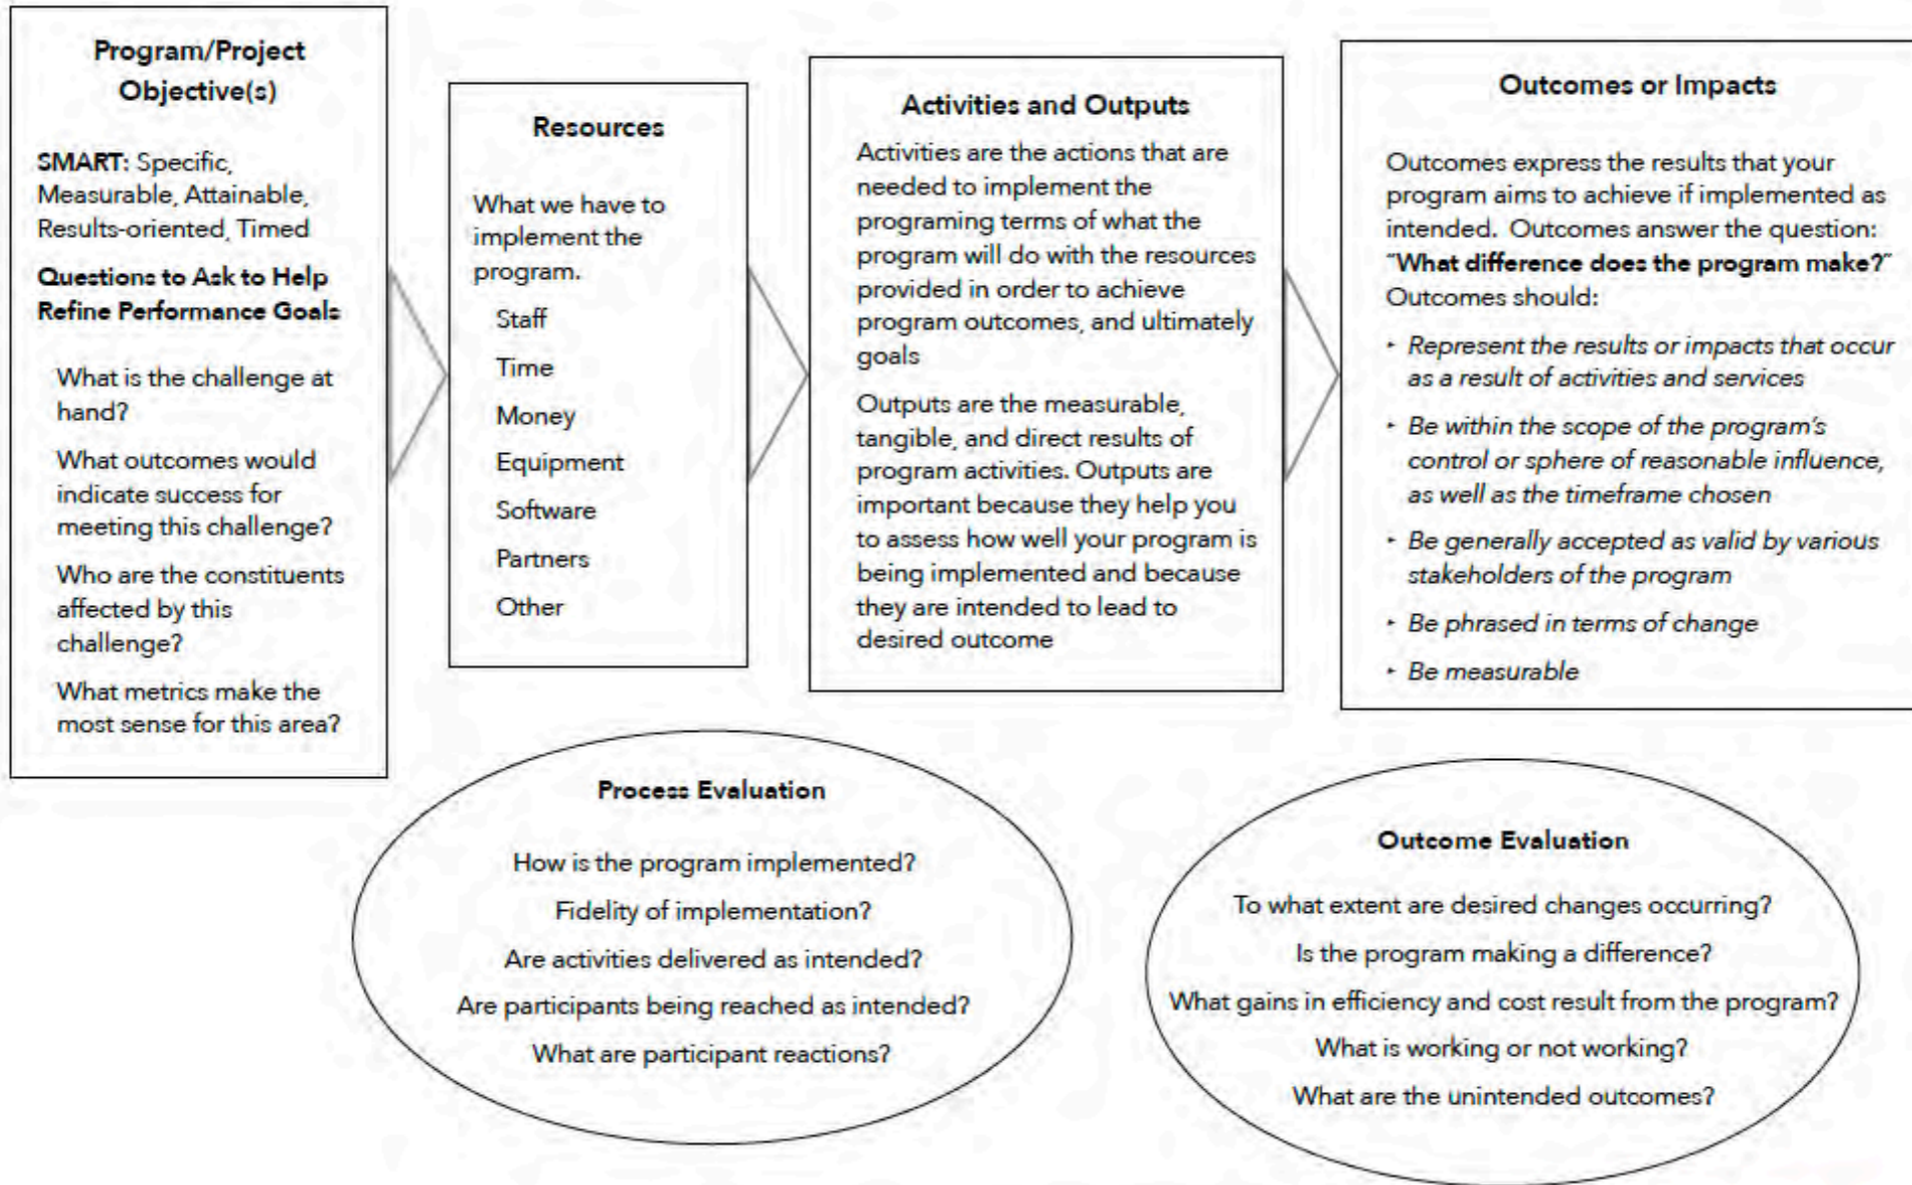 Program/Project
Objective(s)
SMART: Specific,
Measurable, Attainable,
Results-oriented, Timed
Questions to Ask to Help
Refine Performance Goals
What is the challenge at
hand?
What outcomes would
indicate success for
meeting this challenge?
Who are the constituents
affected by this
challenge?
What metrics make the
most sense for this area?
Resources
What we have to
implement the
program.
Staff
Time
Money
Equipment
Software
Partners
Other
Activities and Outputs
Activities are the actions that are
needed to implement the
programing terms of what the
program will do with the resources
provided in order to achieve
program outcomes, and ultimately
goals
Outputs are the measurable,
tangible, and direct results of
program activities. Outputs are
important because they help you
to assess how well your program is
being implemented and because
they are intended to lead to
desired outcome
Outcomes or Impacts
Outcomes express the results that your
program aims to achieve if implemented as
intended. Outcomes answer the question:
"What difference does the program make?"
Outcomes should:
‣ Represent the results or impacts that occur
as a result of activities and services
‣ Be within the scope of the program's
control or sphere of reasonable influence,
as well as the timeframe chosen
‣ Be generally accepted as valid by various
stakeholders of the program
‣ Be phrased in terms of change
‣ Be measurable
Process Evaluation
How is the program implemented?
Fidelity of implementation?
Are activities delivered as intended?
Are participants being reached as intended?
What are participant reactions?
Outcome Evaluation
To what extent are desired changes occurring?
Is the program making a difference?
What gains in efficiency and cost result from the program?
What is working or not working?
What are the unintended outcomes?